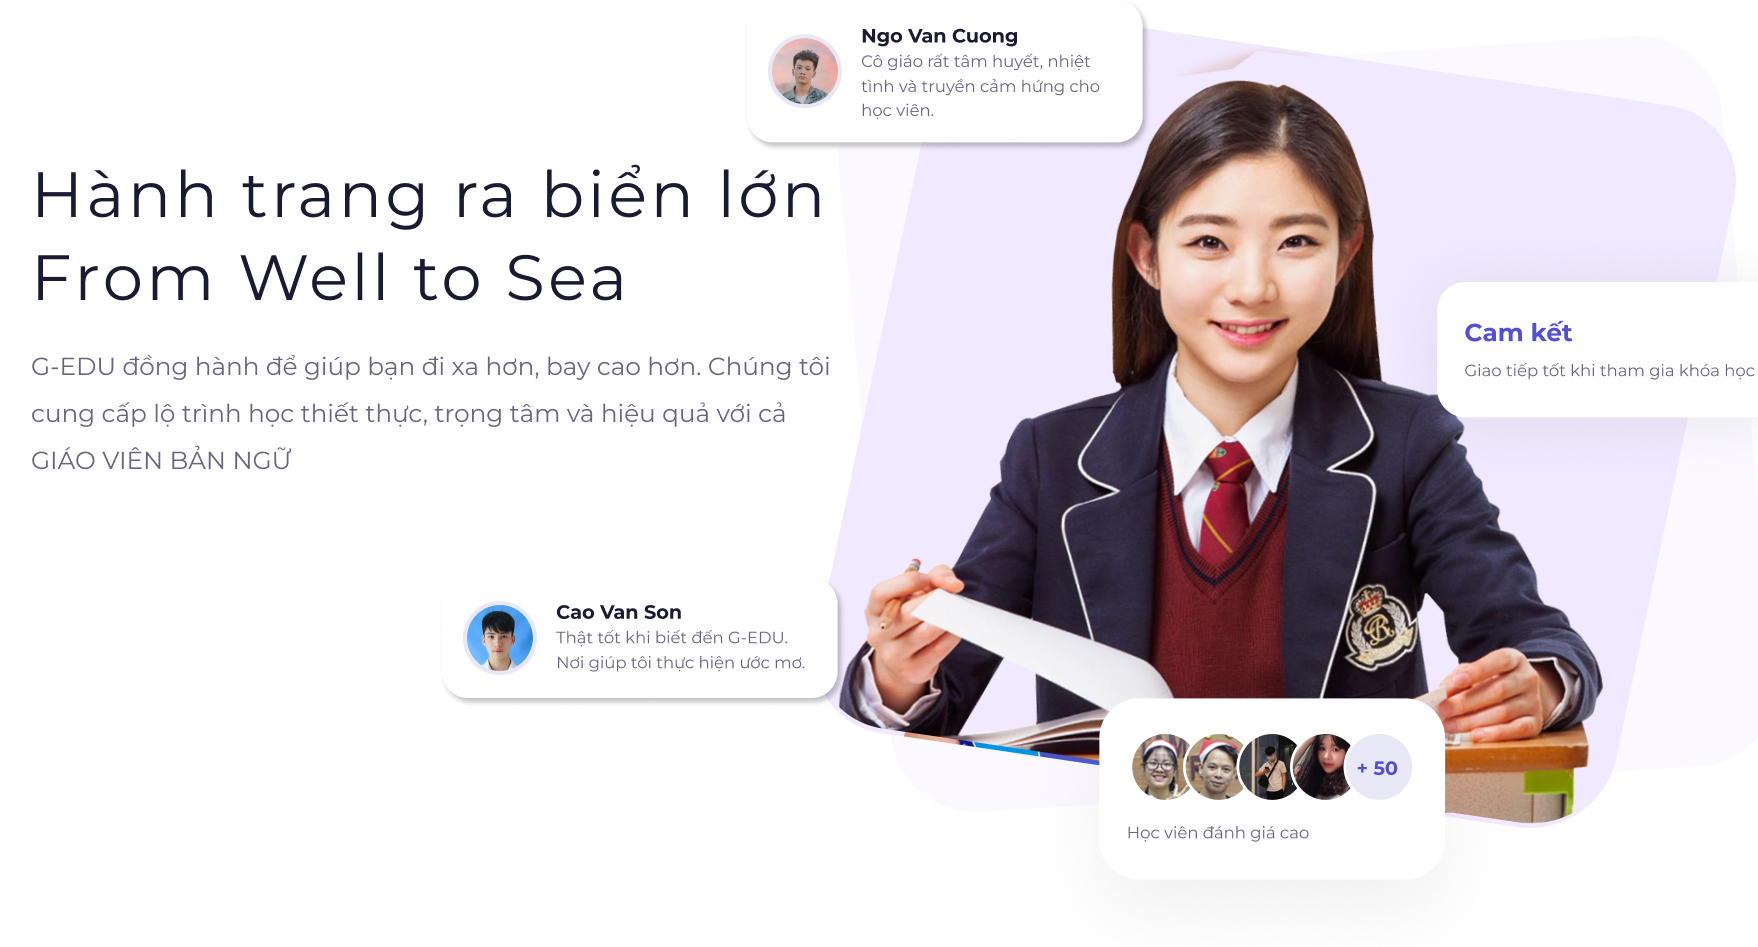 Ngo Van Cuong
Cô giáo rất tâm huyết, nhiệt
tình và truyền cảm hứng cho
học viên.
Hành trang ra biển lớn
From Well to Sea
G-EDU đồng hành để giúp bạn đi xa hơn, bay cao hơn. Chúng tôi
cung cấp lộ trình học thiết thực, trọng tâm và hiệu quả với cả
GIÁO VIÊN BẢN NGỮ
Cam kết
Giao tiếp tốt khi tham gia khóa học
Cao Van Son
Thật tốt khi biết đến G-EDU.
Nơi giúp tôi thực hiện ước mơ.
+ 50
Học viên đánh giá cao